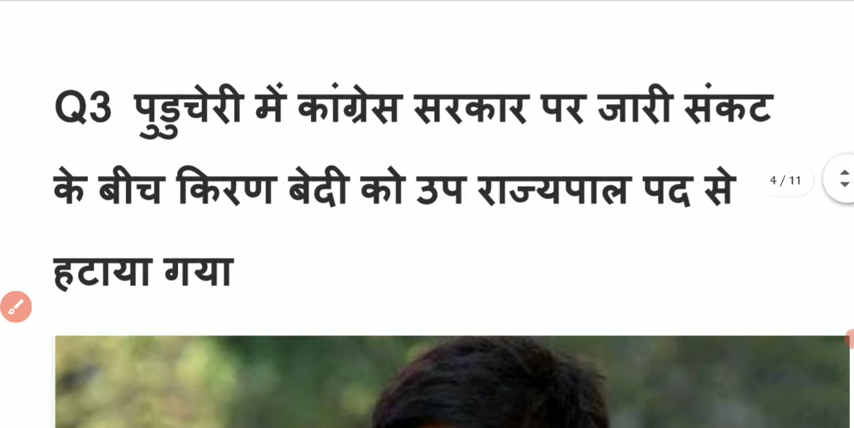 Q3 पुडुचेरी में कांग्रेस सरकार पर जारी संकट
के बीच किरण बेदी को उप राज्यपाल पद से
4 / 11
हटाया गया